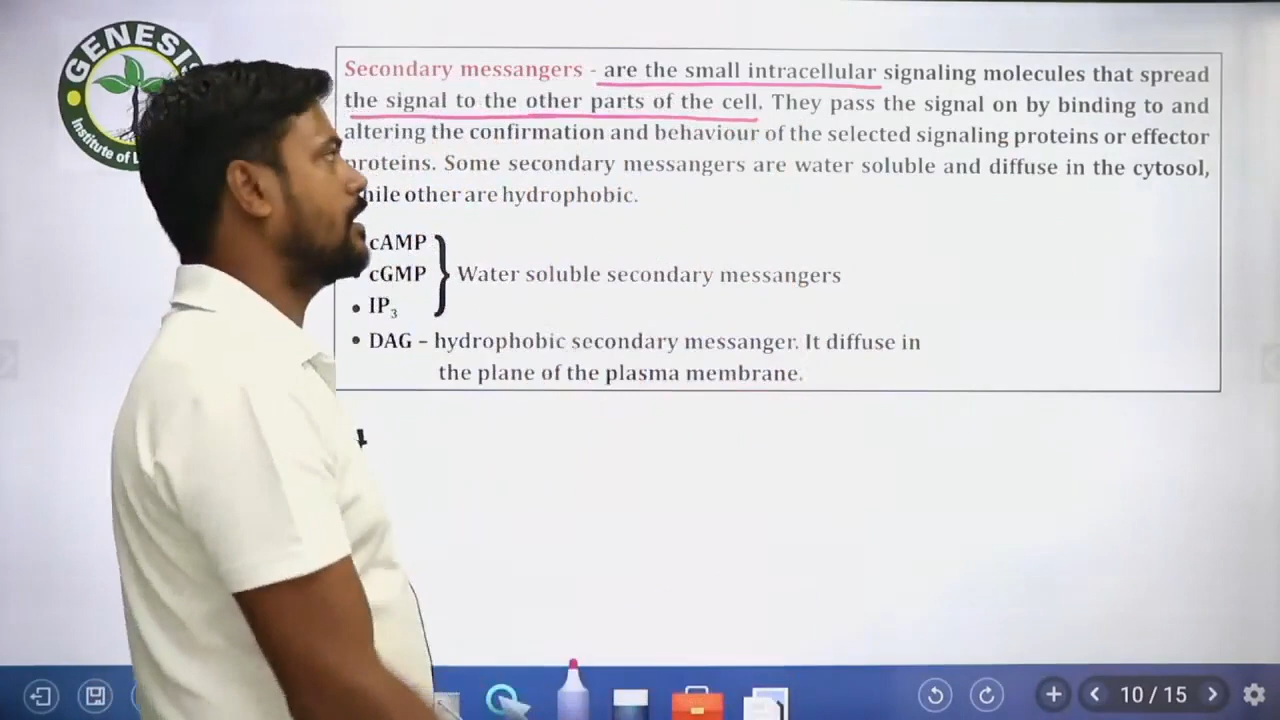 GENESIS
Institute of L
Secondary messangers - are the small intracellular signaling molecules that spread
the signal to the other parts of the cell. They pass the signal on by binding to and
altering the confirmation and behaviour of the selected signaling proteins or effector
proteins. Some secondary messangers are water soluble and diffuse in the cytosol,
hile other are hydrophobic.
cAMP
• cGMP
Water soluble secondary messangers
• IP3
• DAG – hydrophobic secondary messanger. It diffuse in
the plane of the plasma membrane.
10 / 15